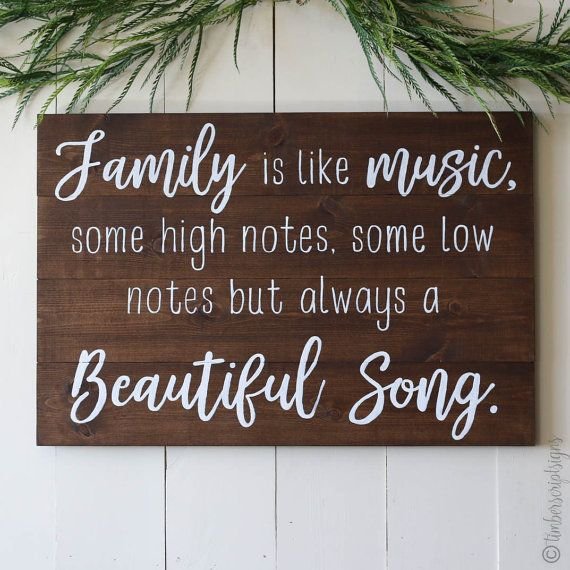 Family is like music,
some high notes, some low
notes but always a
Beautiful Song.
© timberscriptsigns